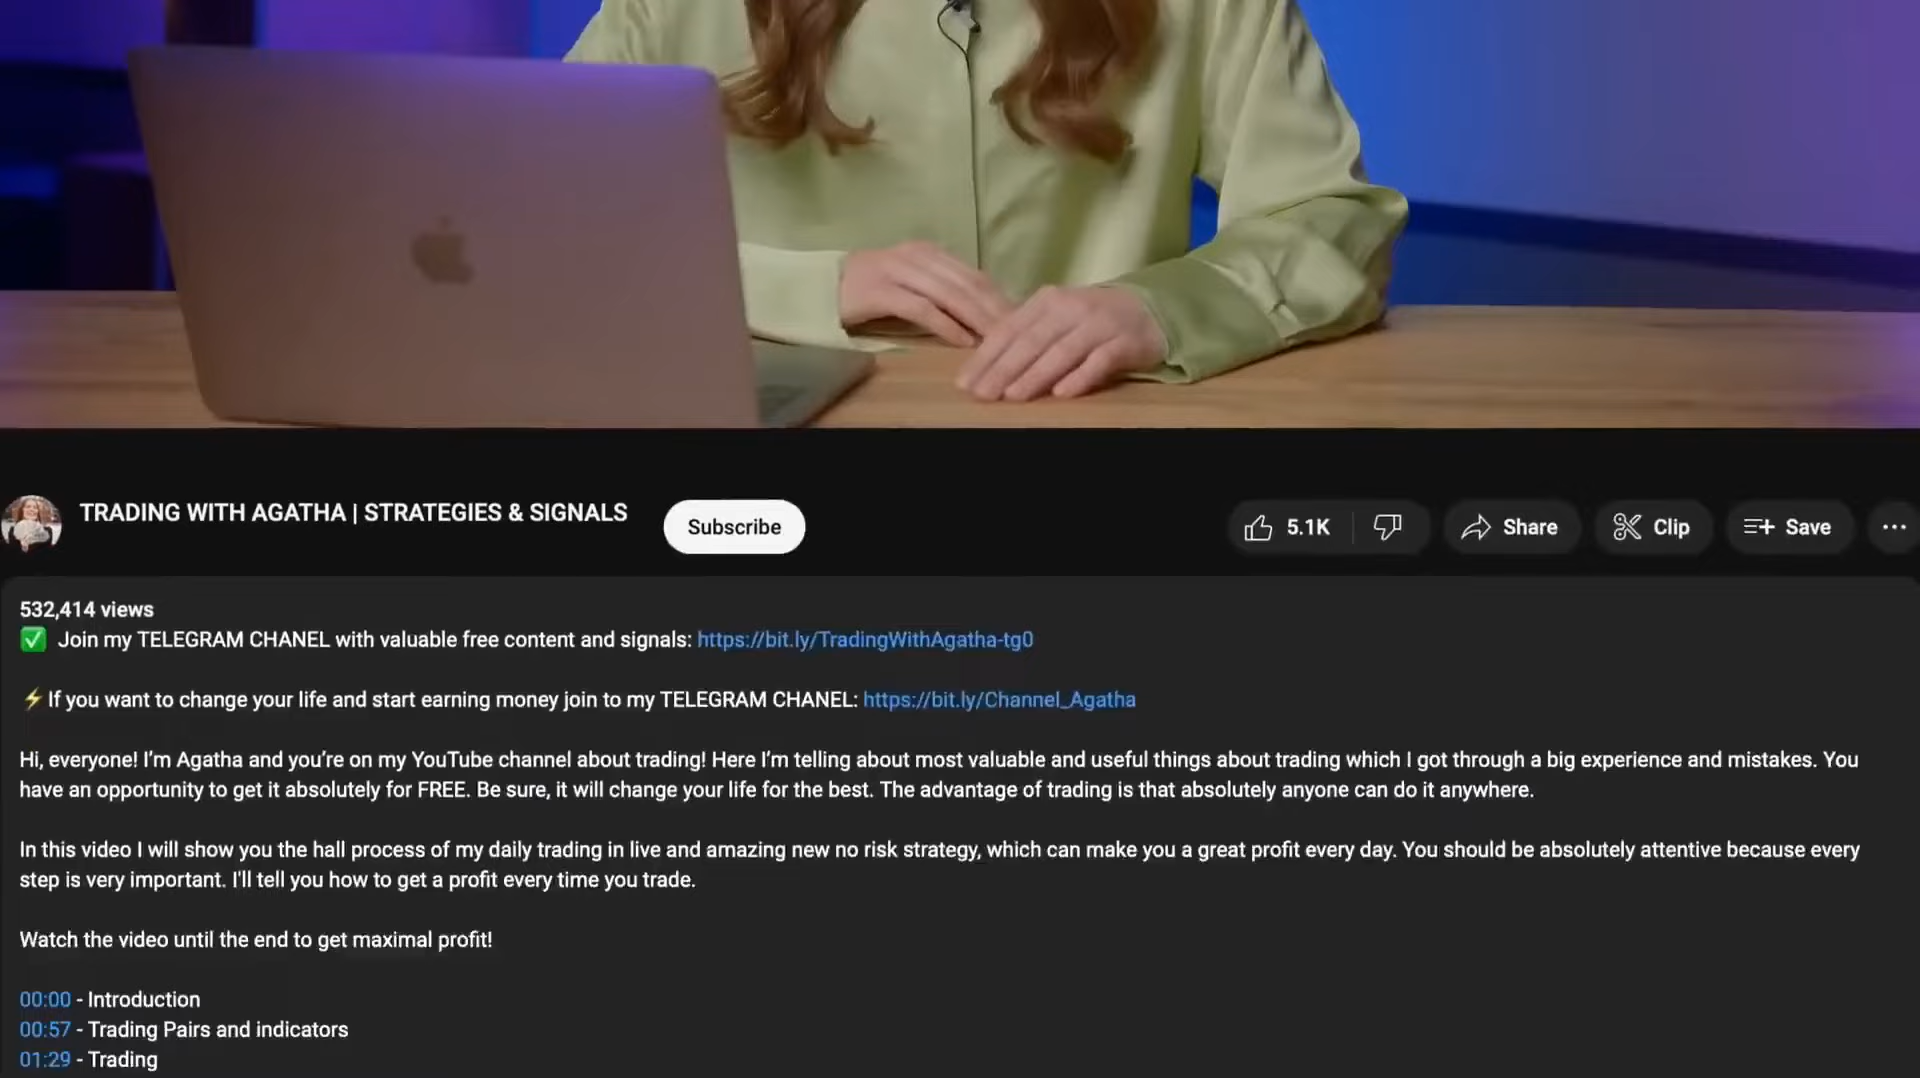 TRADING WITH AGATHA | STRATEGIES & SIGNALS
Subscribe
5.1K
Share
Clip
Save
532,414 views
✅ Join my TELEGRAM CHANEL with valuable free content and signals: https://bit.ly/TradingWithAgatha-tg0
⚡If you want to change your life and start earning money join to my TELEGRAM CHANEL: https://bit.ly/Channel_Agatha
Hi, everyone! I’m Agatha and you’re on my YouTube channel about trading! Here I’m telling about most valuable and useful things about trading which I got through a big experience and mistakes. You
have an opportunity to get it absolutely for FREE. Be sure, it will change your life for the best. The advantage of trading is that absolutely anyone can do it anywhere.
In this video I will show you the hall process of my daily trading in live and amazing new no risk strategy, which can make you a great profit every day. You should be absolutely attentive because every
step is very important. I'll tell you how to get a profit every time you trade.
Watch the video until the end to get maximal profit!
00:00 - Introduction
00:57 - Trading Pairs and indicators
01:29 - Trading